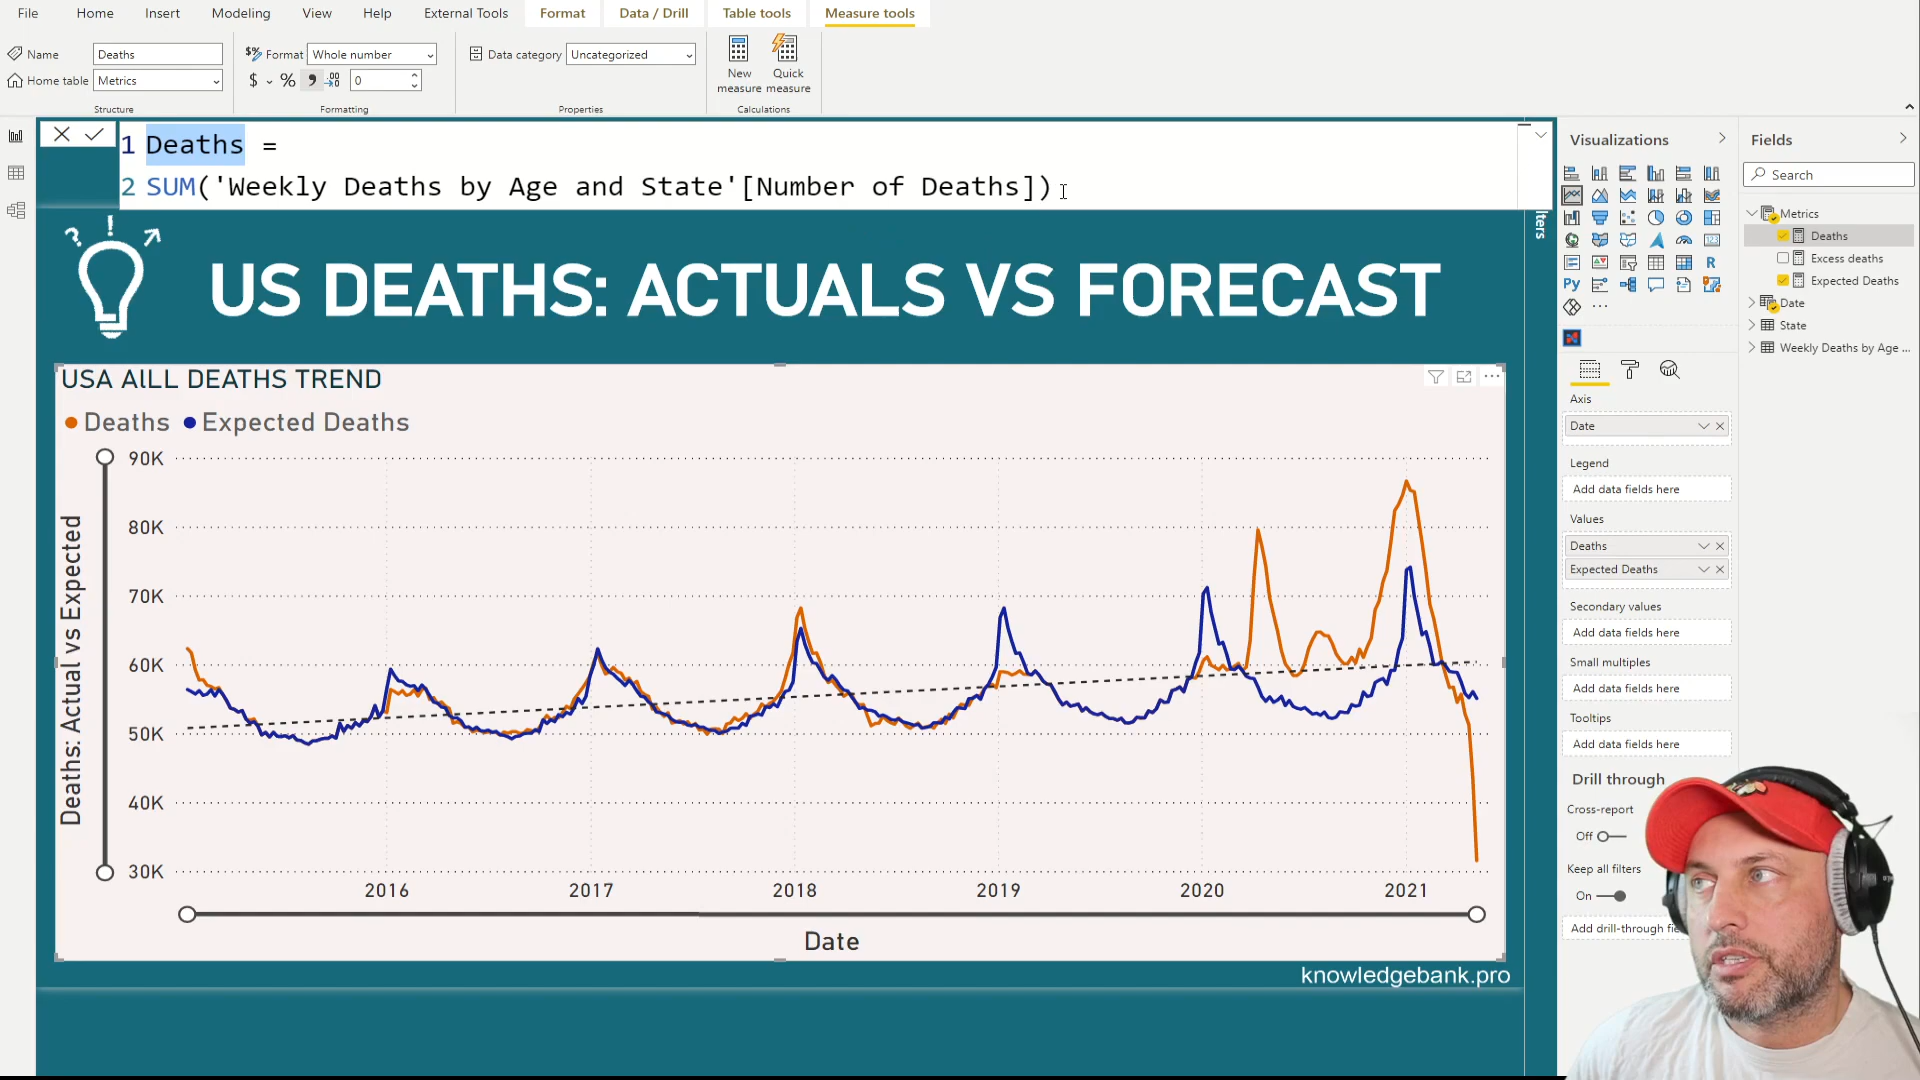 File Home Insert Modeling View Help External Tools Format Data / Drill Table tools Measure tools
Name Deaths
Home table Metrics
Structure
Format Whole number
$ % 0
Formatting
Data category Uncategorized
Properties
New measure
Quick measure
Calculations
1 Deaths =
2 SUM('Weekly Deaths by Age and State'[Number of Deaths])
US DEATHS: ACTUALS VS FORECAST
USA AlLL DEATHS TREND
Deaths Expected Deaths
Deaths: Actual vs Expected
90K
80K
70K
60K
50K
40K
30K
2016 2017 2018 2019 2020 2021
Date
knowledgebank.pro
Visualizations
R
Py
Axis
Date
Legend
Add data fields here
Values
Deaths
Expected Deaths
Secondary values
Add data fields here
Small multiples
Add data fields here
Tooltips
Add data fields here
Drill through
Cross-report
Off
Keep all filters
On
Add drill-through
Fields
Search
Metrics
Deaths
Excess deaths
Expected Deaths
Date
State
Weekly Deaths by Age ...